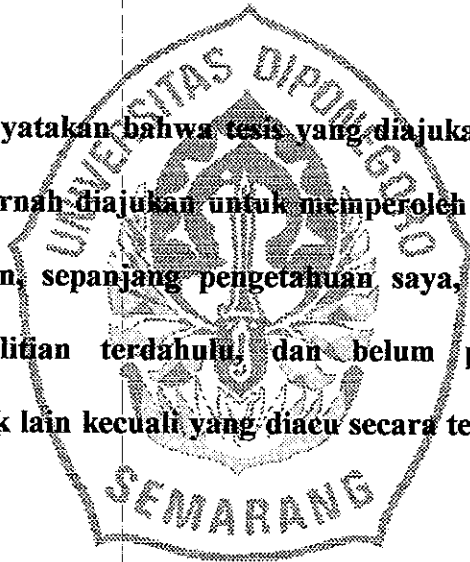 UNIVERSITAS DIPONEGORO
yatakan bahwa tesis yang diajuka
rnah diajukan untuk memperoleh
n, sepanjang pengetahuan saya,
litian terdahulu, dan belum p
k lain kecuali yang diacu secara te
SEMARANG